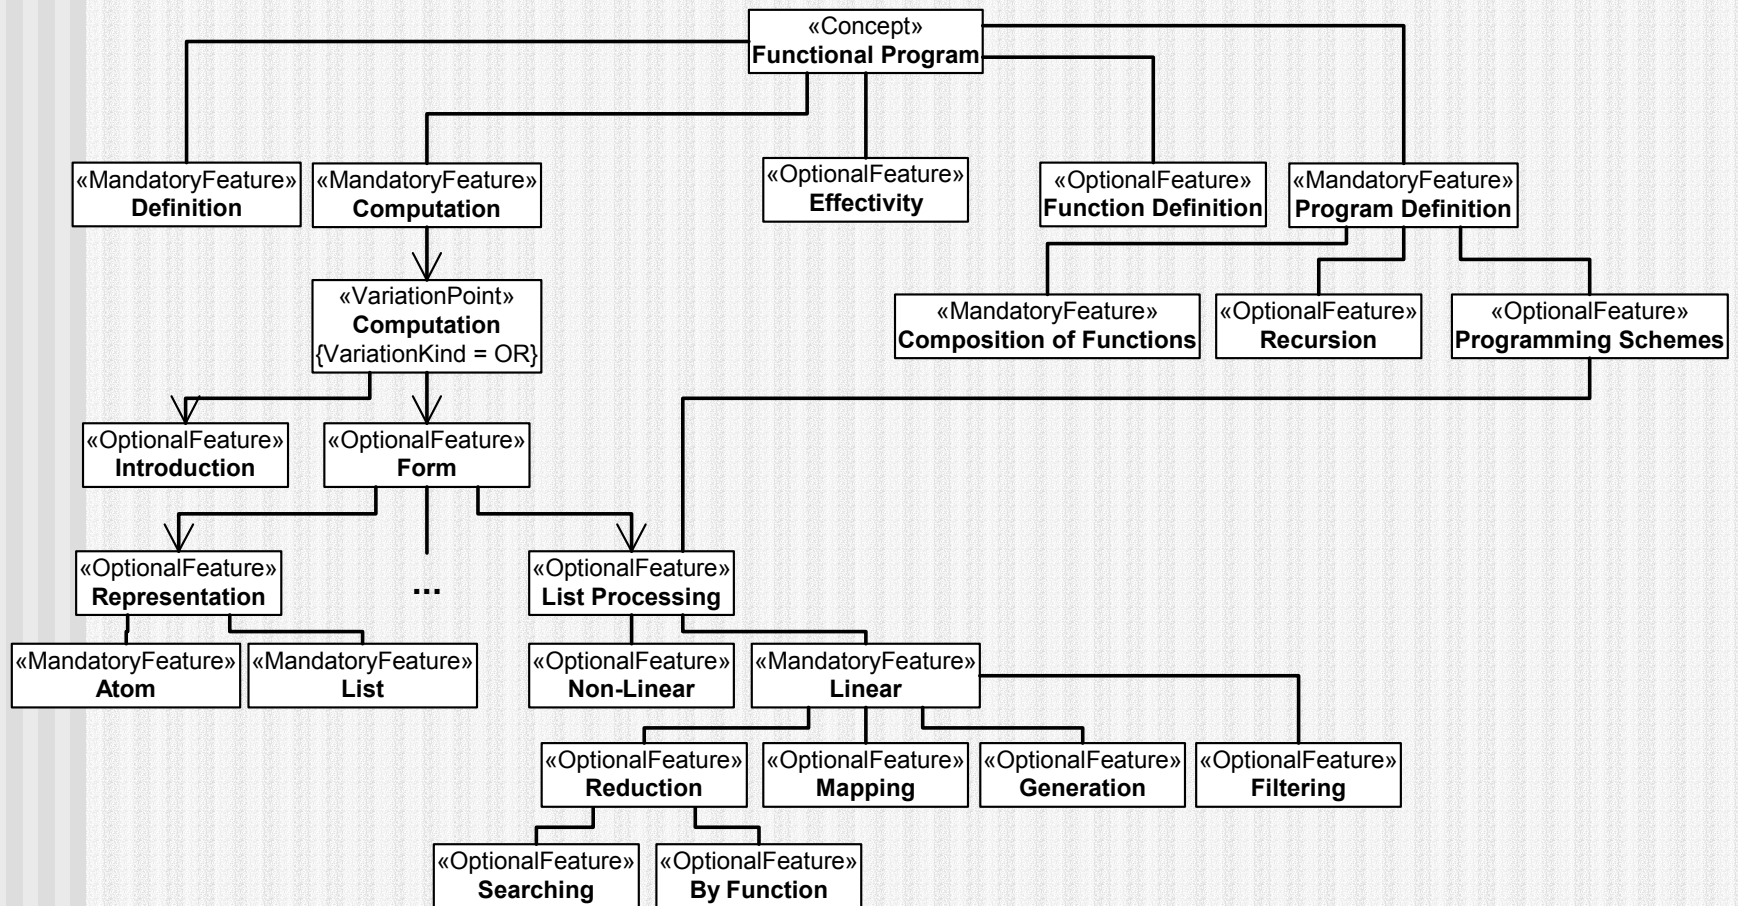 «Concept»
Functional Program
«MandatoryFeature»
Definition
«MandatoryFeature»
Computation
«OptionalFeature»
Effectivity
«OptionalFeature»
Function Definition
«MandatoryFeature»
Program Definition
«VariationPoint»
Computation
{VariationKind = OR}
«MandatoryFeature»
Composition of Functions
«OptionalFeature»
Recursion
«OptionalFeature»
Programming Schemes
«OptionalFeature»
Introduction
«OptionalFeature»
Form
«OptionalFeature»
Representation
...
«OptionalFeature»
List Processing
«MandatoryFeature»
Atom
«MandatoryFeature»
List
«OptionalFeature»
Non-Linear
«MandatoryFeature»
Linear
«OptionalFeature»
Reduction
«OptionalFeature»
Mapping
«OptionalFeature»
Generation
«OptionalFeature»
Filtering
«OptionalFeature»
Searching
«OptionalFeature»
By Function